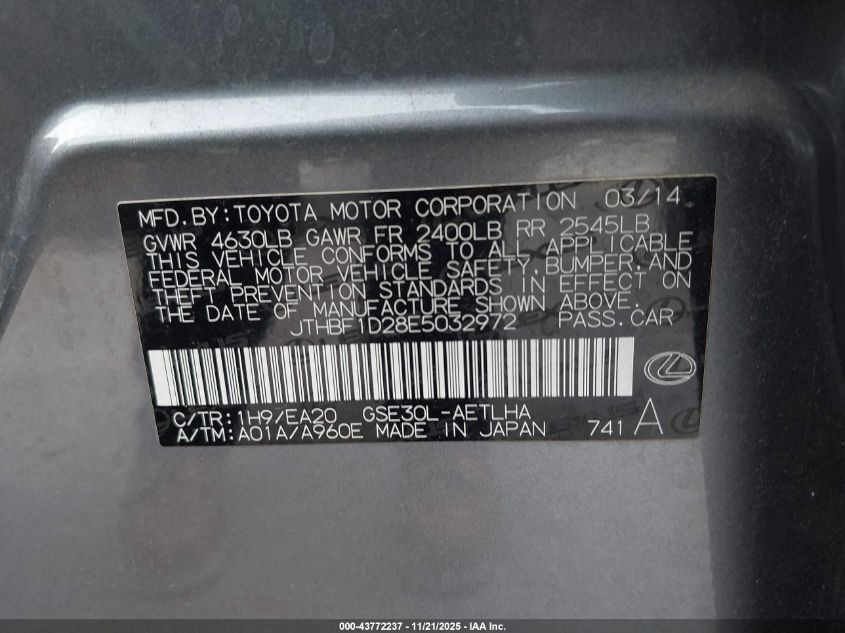 MFD.BY:TOYOTA MOTOR CORPORATION 03/14
GVWR 4630LB GAWR FR 2400LB RR 2545LB
THIS VEHICLE CONFORMS TO ALL APPLICABLE
FEDERAL MOTOR VEHICLE SAFETY,BUMPER,AND
THEFT PREVENTION STANDARDS IN EFFECT ON
THE DATE OF MANUFACTURE SHOWN ABOVE.
JTHBF1D28E5032972 PASS.CAR
C/TR:1H9/EA20 GSE30L-AETLHA
A/TM:A01A/A960E MADE IN JAPAN 741 A
000-43772237 - 11/21/2025 - IAA Inc.